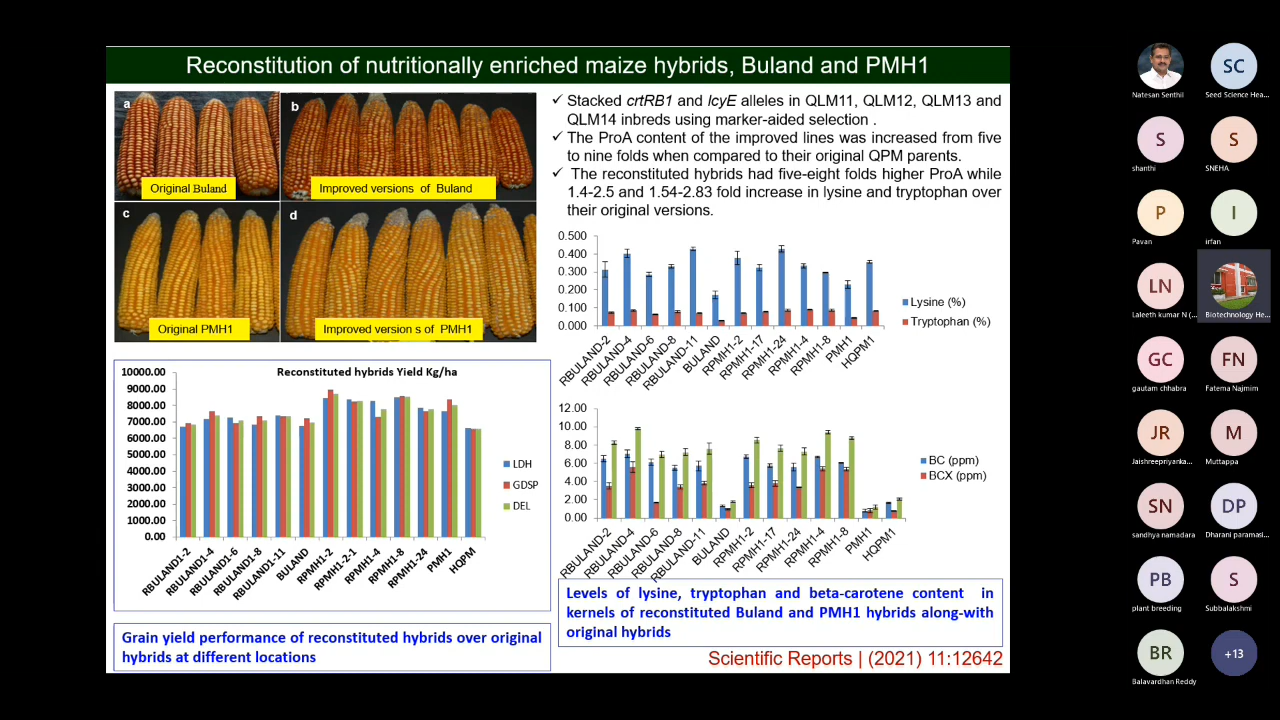 Reconstitution of nutritionally enriched maize hybrids, Buland and PMH1
a
Original Buland
b
Improved versions of Buland
c
Original PMH1
d
Improved version s of PMH1
✓ Stacked crtRB1 and lcyE alleles in QLM11, QLM12, QLM13 and
QLM14 inbreds using marker-aided selection .
✓ The ProA content of the improved lines was increased from five
to nine folds when compared to their original QPM parents.
✓ The reconstituted hybrids had five-eight folds higher ProA while
1.4-2.5 and 1.54-2.83 fold increase in lysine and tryptophan over
their original versions.
0.500
0.400
0.300
0.200
0.100
0.000
RBULAND-2
RBULAND-4
RBULAND-6
RBULAND-8
RBULAND-11
BULAND
RPMH1-2
RPMH1-17
RPMH1-24
RPMH1-4
RPMH1-8
PMH1
HQPM1
Lysine (%)
Tryptophan (%)
Reconstituted hybrids Yield Kg/ha
10000.00
9000.00
8000.00
7000.00
6000.00
5000.00
4000.00
3000.00
2000.00
1000.00
0.00
RBULAND1-2
RBULAND1-4
RBULAND1-6
RBULAND1-8
RBULAND1-11
BULAND
RPMH1-2
RPMH1-2-1
RPMH1-4
RPMH1-8
RPMH1-24
PMH1
HQPM
LDH
GDSP
DEL
12.00
10.00
8.00
6.00
4.00
2.00
0.00
RBULAND-2
RBULAND-4
RBULAND-6
RBULAND-8
RBULAND-11
BULAND
RPMH1-2
RPMH1-17
RPMH1-24
RPMH1-4
RPMH1-8
PMH1
HQPM1
BC (ppm)
BCX (ppm)
Grain yield performance of reconstituted hybrids over original
hybrids at different locations
Levels of lysine, tryptophan and beta-carotene content in
kernels of reconstituted Buland and PMH1 hybrids along-with
original hybrids
Scientific Reports | (2021) 11:12642
Natesan Senthil
SC
Seed Science Hea...
S
shanthi
S
SNEHA
P
Pavan
I
irfan
LN
Laleeth kumar N (...
Biotechnology He...
GC
gautam chhabra
FN
Fatema Najmim
JR
Jaishreepriyanka...
M
Muttappa
SN
sandhya namadara
DP
Dharani paramasi...
PB
plant breeding
S
Subbalakshmi
BR
Balavardhan Reddy
+13